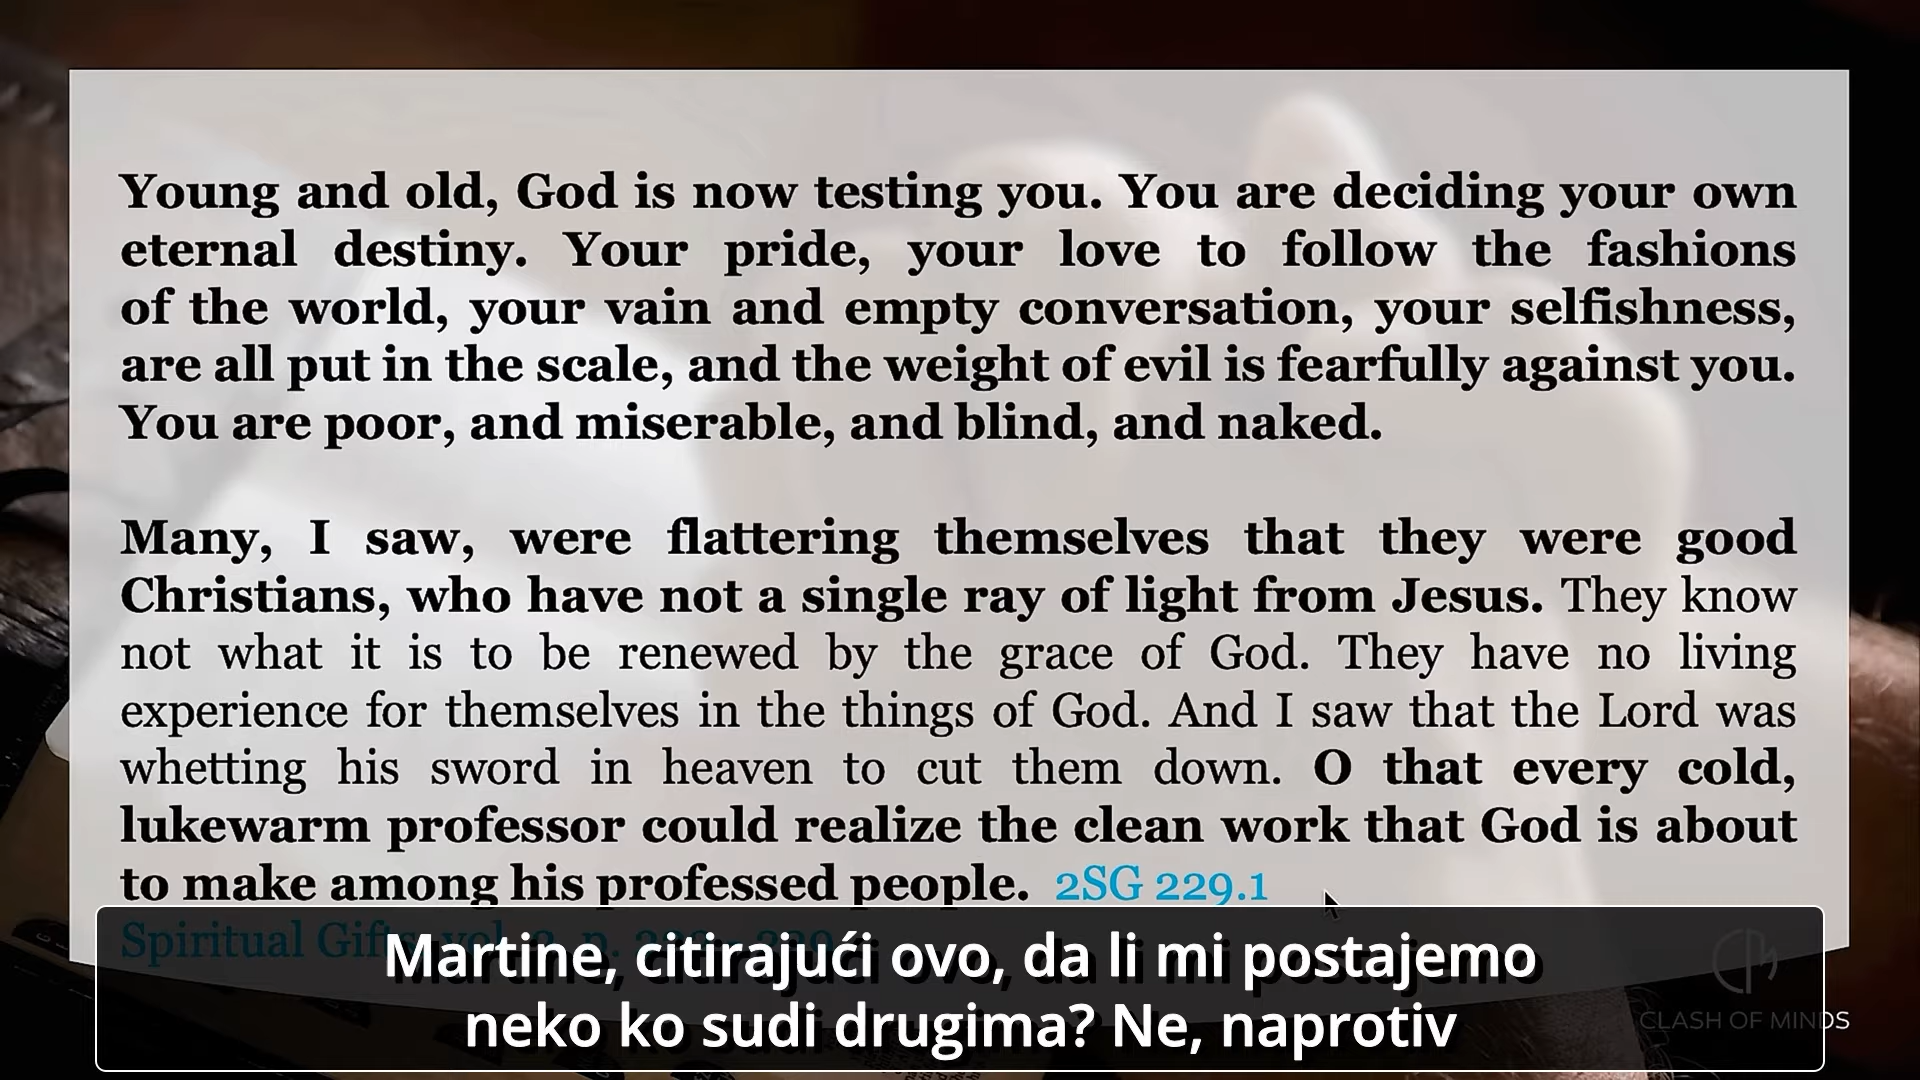 Young and old, God is now testing you. You are deciding your own
eternal destiny. Your pride, your love to follow the fashions
of the world, your vain and empty conversation, your selfishness,
are all put in the scale, and the weight of evil is fearfully against you.
You are poor, and miserable, and blind, and naked.
Many, I saw, were flattering themselves that they were good
Christians, who have not a single ray of light from Jesus. They know
not what it is to be renewed by the grace of God. They have no living
experience for themselves in the things of God. And I saw that the Lord was
whetting his sword in heaven to cut them down. O that every cold,
lukewarm professor could realize the clean work that God is about
to make among his professed people. 2SG 229.1
Spiritual Gifts, vol.
Martine, citirajući ovo, da li mi postajemo
neko ko sudi drugima? Ne, naprotiv
CLASH OF MINDS